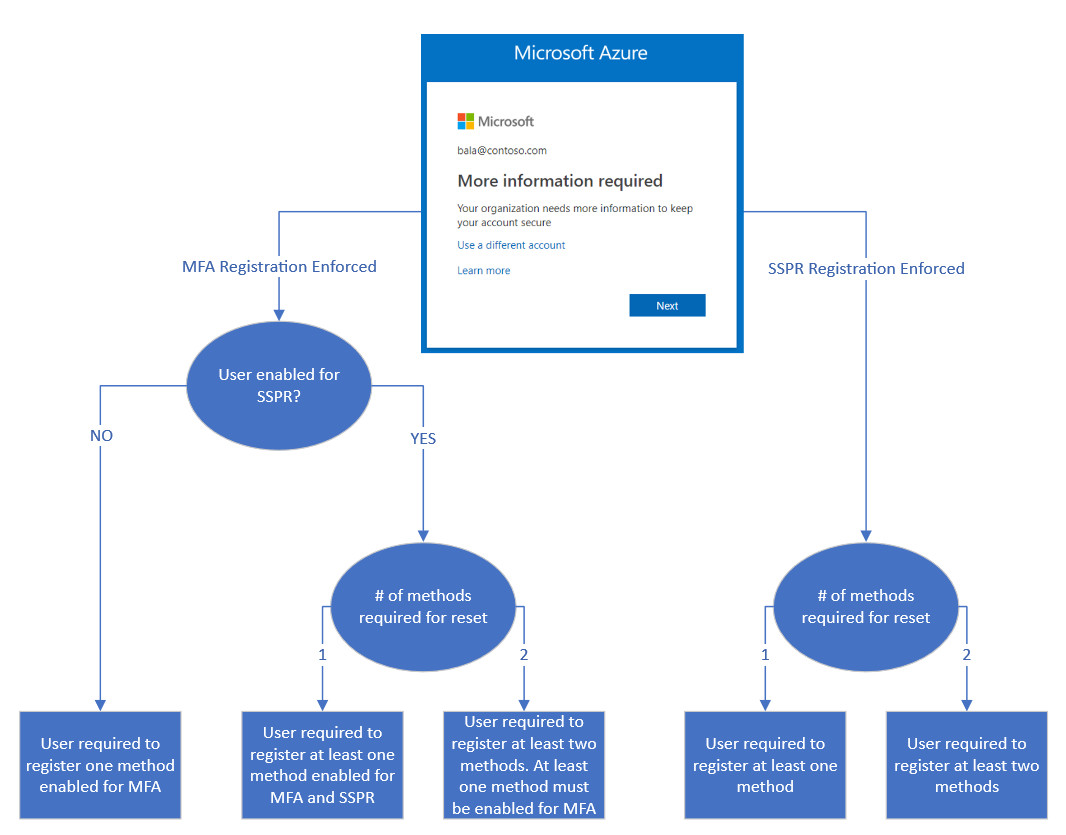 Microsoft Azure
Microsoft
bala@contoso.com
More information required
Your organization needs more information to keep
your account secure
Use a different account
Learn more
Next
MFA Registration Enforced
SSPR Registration Enforced
User enabled for
SSPR?
NO
YES
# of methods
required for reset
# of methods
required for reset
1
2
1
2
User required to
register one method
enabled for MFA
User required to
register at least one
method enabled for
MFA and SSPR
User required to
register at least two
methods. At least
one method must
be enabled for MFA
User required to
register at least one
method
User required to
register at least two
methods